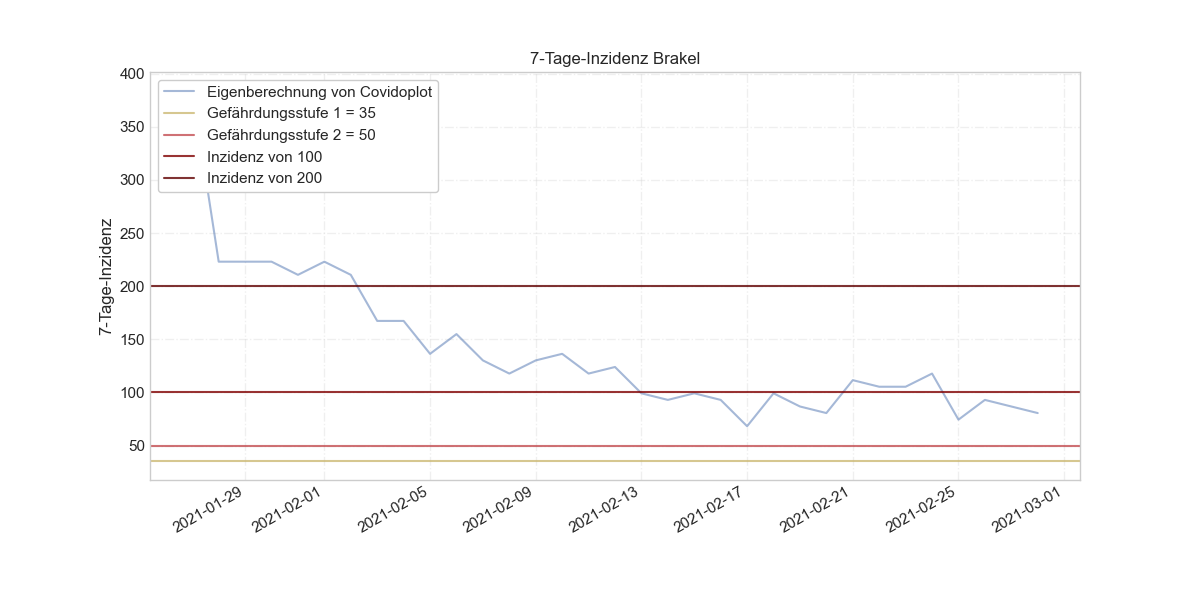 7-Tage-Inzidenz Brakel
400
350
300
250
200
150
100
50
7-Tage-Inzidenz
Eigenberechnung von Covidoplot
Gefährdungsstufe 1 = 35
Gefährdungsstufe 2 = 50
Inzidenz von 100
Inzidenz von 200
2021-01-29
2021-02-01
2021-02-05
2021-02-09
2021-02-13
2021-02-17
2021-02-21
2021-02-25
2021-03-01